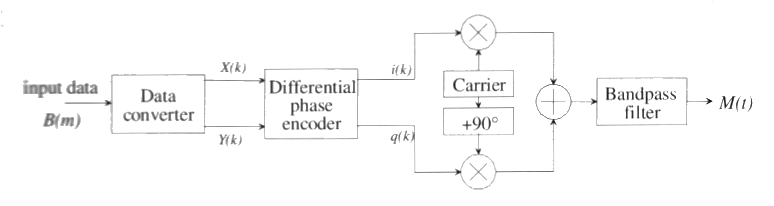 input data
B(m)
Data
converter
X(k)
Y(k)
Differential
phase
encoder
i(k)
q(k)
Carrier
+90°
Bandpass
filter
M(t)